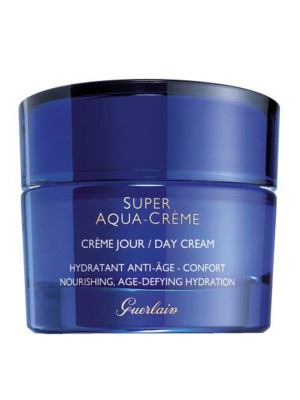 SUPER
AQUA-CRÈME
CRÈME JOUR / DAY CREAM
HYDRATANT ANTI-ÂGE - CONFORT
NOURISHING, AGE-DEFYING HYDRATION
Guerlain